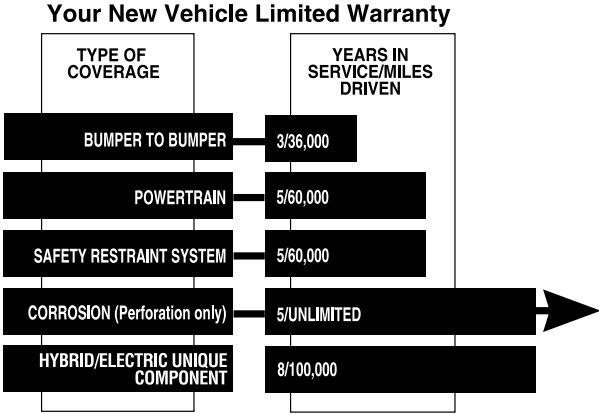 Your New Vehicle Limited Warranty
TYPE OF
COVERAGE
YEARS IN
SERVICE/MILES
DRIVEN
BUMPER TO BUMPER
3/36,000
POWERTRAIN
5/60,000
SAFETY RESTRAINT SYSTEM
5/60,000
CORROSION (Perforation only)
5/UNLIMITED
HYBRID/ELECTRIC UNIQUE
COMPONENT
8/100,000